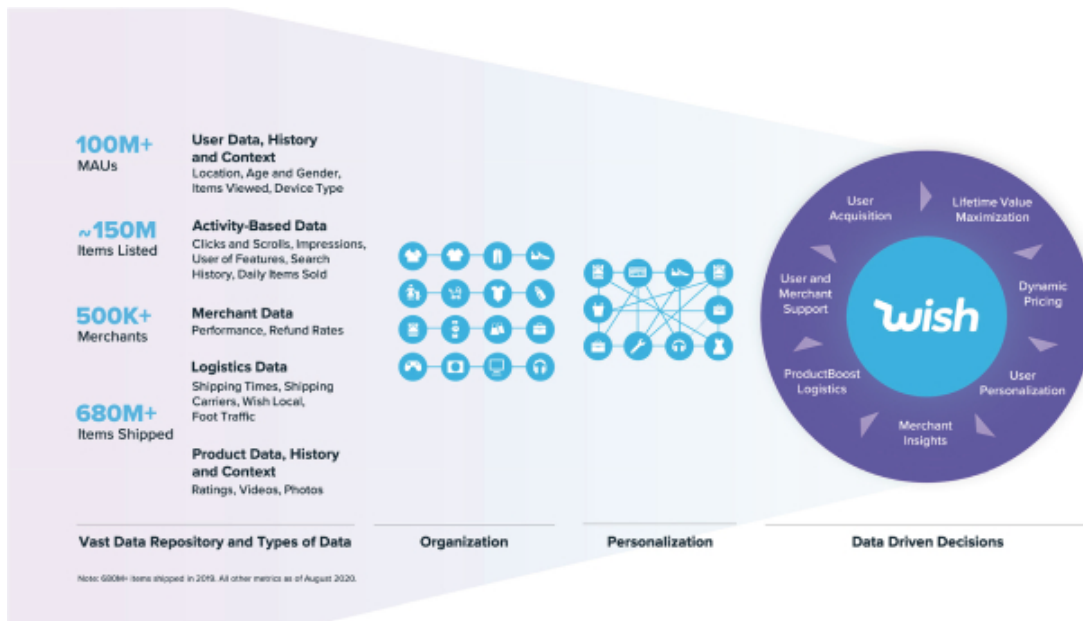 100M+
MAUs
User Data, History
and Context
Location, Age and Gender,
Items Viewed, Device Type
~150M
Items Listed
Activity-Based Data
Clicks and Scrolls, Impressions,
User of Features, Search
History, Daily Items Sold
500K+
Merchants
Merchant Data
Performance, Refund Rates
680M+
Items Shipped
Logistics Data
Shipping Times, Shipping
Carriers, Wish Local,
Foot Traffic
Product Data, History
and Context
Ratings, Videos, Photos
User
Acquisition
Lifetime Value
Maximization
Dynamic
Pricing
User
Personalization
Merchant
Insights
ProductBoost
Logistics
User and
Merchant
Support
wish
Vast Data Repository and Types of Data
Organization
Personalization
Data Driven Decisions
Note: 680M+ items shipped in 2019. All other metrics as of August 2020.